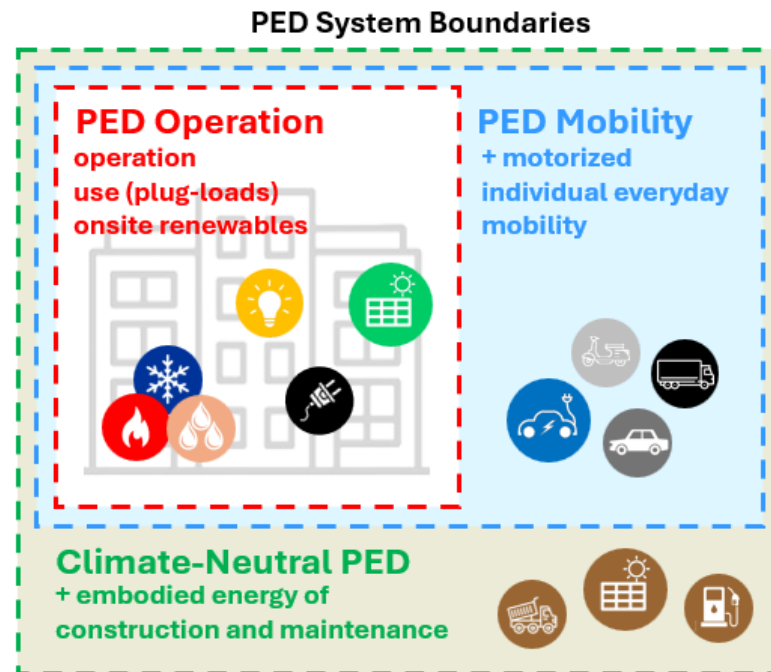 PED System Boundaries
PED Operation
operation
use (plug-loads)
onsite renewables
PED Mobility
+ motorized
individual everyday
mobility
Climate-Neutral PED
+ embodied energy of
construction and maintenance